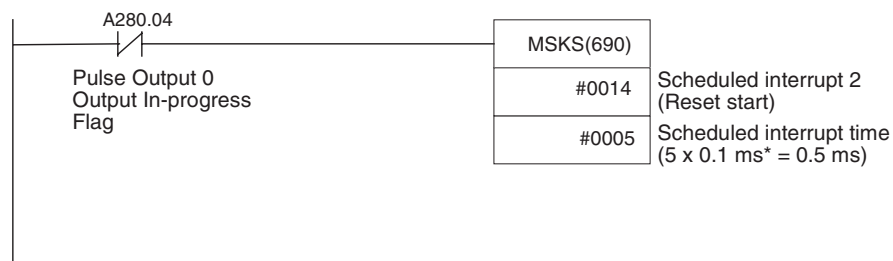 A280.04
MSKS(690)
Pulse Output 0
Output In-progress
Flag
#0014
Scheduled interrupt 2
(Reset start)
#0005
Scheduled interrupt time
(5 x 0.1 ms* = 0.5 ms)